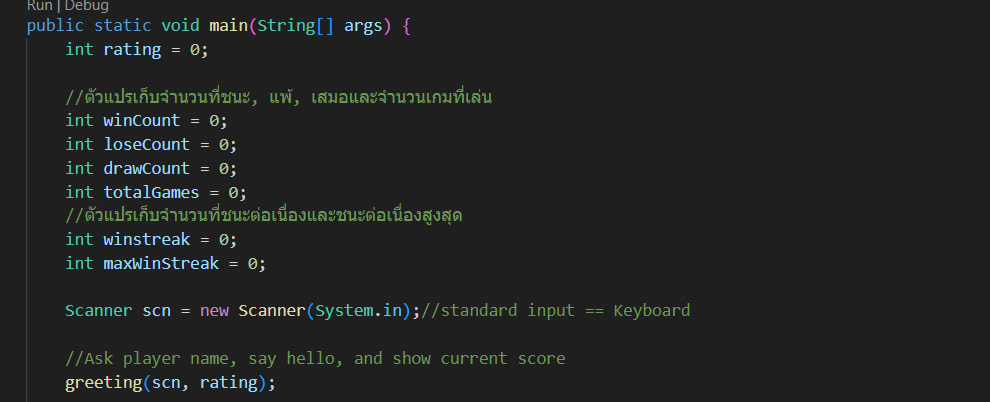 Run | Debug
public static void main(String[] args) {
int rating = 0;
//ตัวแปรเก็บจำนวนที่ชนะ, แพ้, เสมอและจำนวนเกมที่เล่น
int winCount = 0;
int loseCount = 0;
int drawCount = 0;
int totalGames = 0;
//ตัวแปรเก็บจำนวนที่ชนะต่อเนื่องและชนะต่อเนื่องสูงสุด
int winstreak = 0;
int maxWinStreak = 0;
Scanner scn = new Scanner(System.in);//standard input == Keyboard
//Ask player name, say hello, and show current score
greeting(scn, rating);